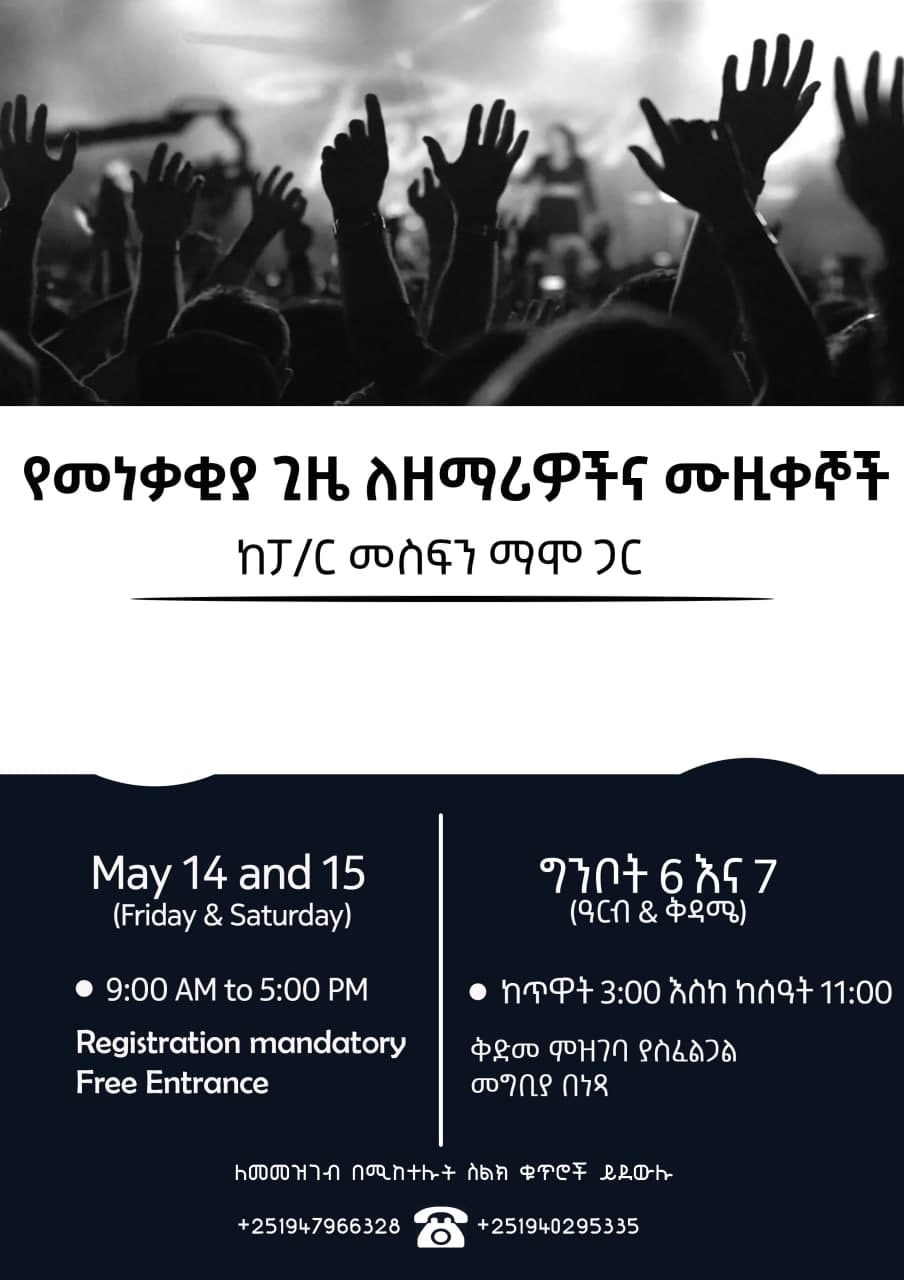 የመነቃቂያ ጊዜ ለዘማሪዎችና ሙዚቀኞች
ከፓ/ር መስፍን ማሞ ጋር
May 14 and 15
(Friday & Saturday)
9:00 AM to 5:00 PM
Registration mandatory
Free Entrance
ግንቦት 6 እና 7
(ዓርብ & ቅዳሜ)
ከጥዋት 3:00 እስከ ከሰዓት 11:00
ቅድመ ምዝገባ ያስፈልጋል
መግቢያ በነጻ
ለመመዝገብ በሚከተሉት ስልክ ቁጥሮች ይደውሉ
+251947966328 +251940295335